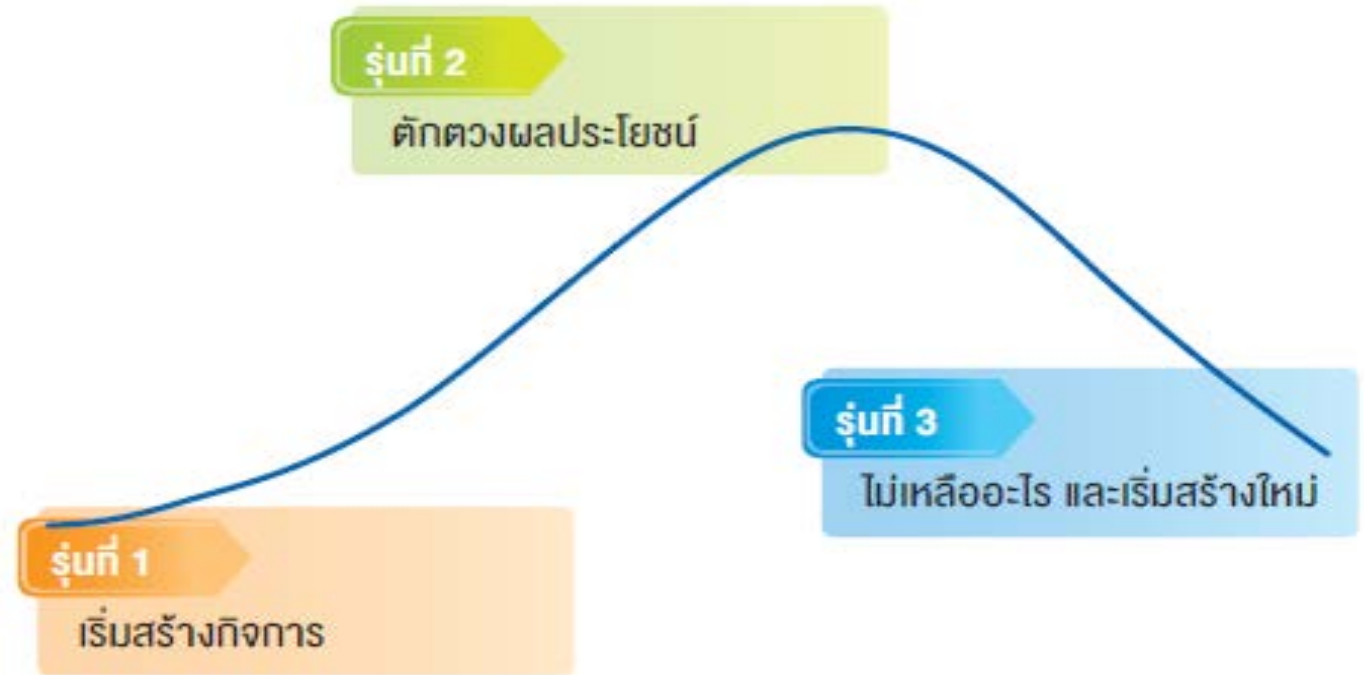 รุ่นที่ 2
ตักตวงผลประโยชน์
รุ่นที่ 3
ไม่เหลืออะไร และเริ่มสร้างใหม่
รุ่นที่ 1
เริ่มสร้างกิจการ